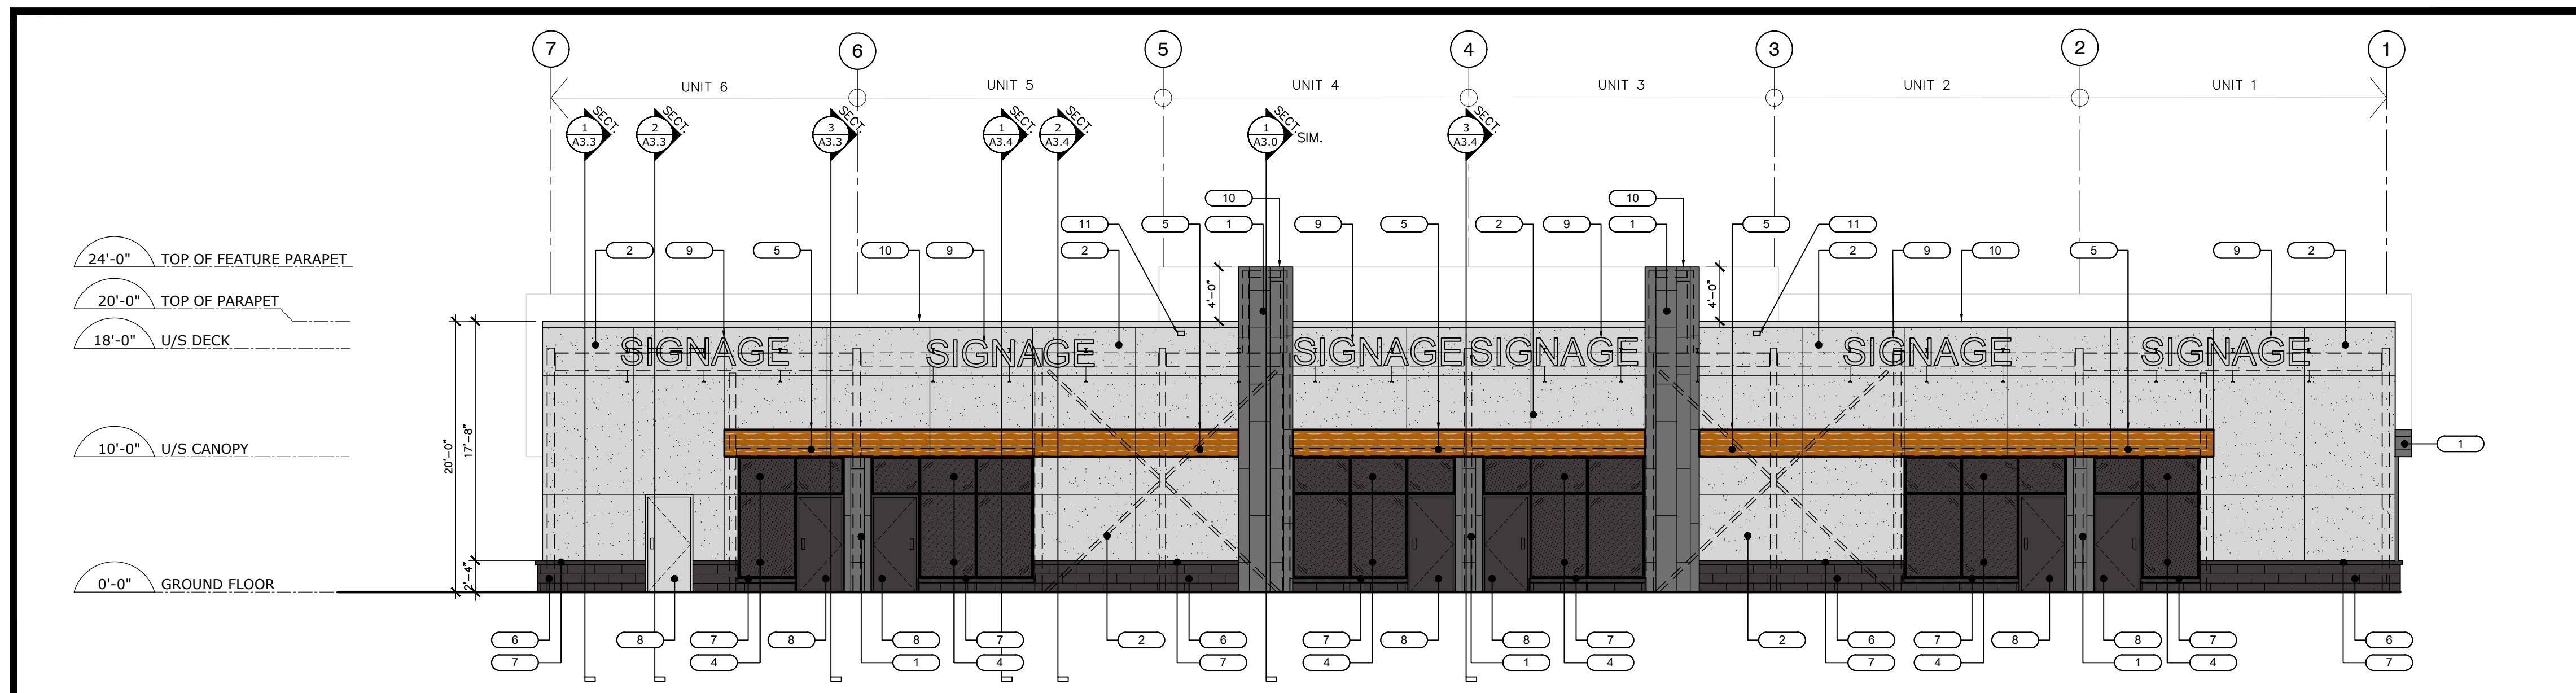 7 6 5 4 3 2 1
UNIT 6 UNIT 5 UNIT 4 UNIT 3 UNIT 2 UNIT 1
SECT. SECT. SECT. SECT. SECT. SECT. SECT.
1 2 3 1 2 1 3
A3.3 A3.3 A3.3 A3.4 A3.4 A3.0 SIM. A3.4
10 10
11 5 1 9 5 2 9 1 5 11
2 9 5 10 9 2 2 9 10 5 9 2
24'-0" TOP OF FEATURE PARAPET
4'-0" 4'-0"
20'-0" TOP OF PARAPET
18'-0" U/S DECK
SIGNAGE SIGNAGE SIGNAGE SIGNAGE SIGNAGE SIGNAGE
10'-0" U/S CANOPY
1
20'-0" 17'-8"
2'-4"
0'-0" GROUND FLOOR
6 8 7 8 8 7 2 6 7 8 8 7 2 6 7 8 8 7 6
7 4 1 4 7 4 1 4 7 4 1 4 7